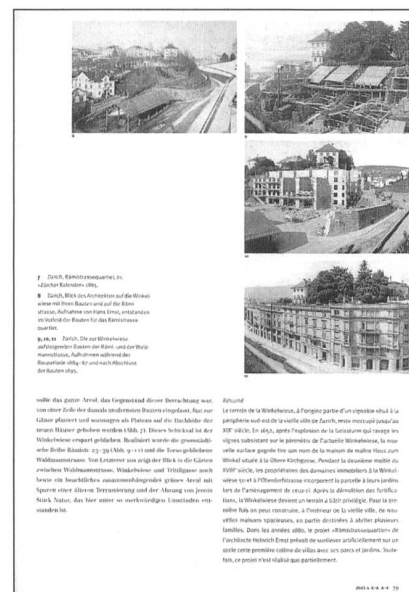 8
9
10
11
7 Zürich, Rämistrassequartier, in:
«Zürcher Kalender» 1885.
8 Zürich, Blick des Architekten auf die Winkel-
wiese mit ihren Bauten und auf die Rämi-
strasse, Aufnahme von Hans Ernst, entstanden
im Vorfeld der Bauten für das Rämistrasse-
quartier.
9, 10, 11 Zürich, Die zur Winkelwiese
aufsteigenden Bauten der Rämi- und der Wald-
mannstrasse, Aufnahmen während der
Bauperiode 1884–87 und nach Abschluss
der Bauten 1895.
sollte das ganze Areal, das Gegenstand dieser Betrachtung war,
von einer Zeile der damals modernsten Bauten eingefasst, fast zur
Gänze planiert und sozusagen als Plateau auf die Dachhöhe der
neuen Häuser gehoben werden (Abb. 7). Dieses Schicksal ist der
Winkelwiese erspart geblieben. Realisiert wurde die grossstädti-
sche Reihe Rämistr. 23–39 (Abb. 9–11) und die Torso gebliebene
Waldmannstrasse. Von Letzterer aus zeigt der Blick in die Gärten
zwischen Waldmannstrasse, Winkelwiese und Trittligasse noch
heute ein beachtliches zusammenhängendes grünes Areal mit
Spuren einer älteren Terrassierung und der Ahnung von jenem
Stück Natur, das hier unter so merkwürdigen Umständen ent-
standen ist.
Résumé
Le terrain de la Winkelwiese, à l'origine partie d'un vignoble situé à la
périphérie sud-est de la vieille ville de Zurich, reste inoccupé jusqu'au
XIXe siècle. En 1652, après l'explosion de la Geissturm qui ravage les
vignes subsistant sur le périmètre de l'actuelle Winkelwiese, la nou-
velle surface gagnée tire son nom de la maison de maître Haus zum
Winkel située à la Obere Kirchgasse. Pendant la deuxième moitié du
XVIIIe siècle, les propriétaires des domaines immobiliers à la Winkel-
wiese 10 et à l'Oberdorfstrasse incorporent la parcelle à leurs jardins
lors de l'aménagement de ceux-ci. Après la démolition des fortifica-
tions, la Winkelwiese devient un terrain à bâtir privilégié. Pour la pre-
mière fois on peut construire, à l'intérieur de la vieille ville, de nou-
velles maisons spacieuses, en partie destinées à abriter plusieurs
familles. Dans les années 1880, le projet «Rämistrassequartier» de
l'architecte Heinrich Ernst prévoit de surélever artificiellement sur un
socle cette première colline de villas avec ses parcs et jardins. Toute-
fois, ce projet n'est réalisé que partiellement.
79